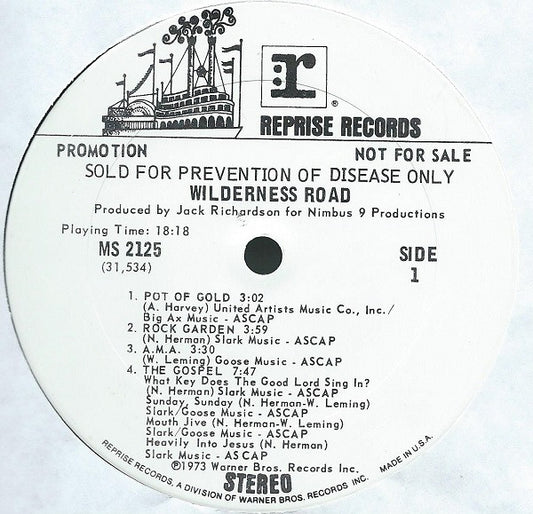 r
®
REPRISE RECORDS
PROMOTION NOT FOR SALE
SOLD FOR PREVENTION OF DISEASE ONLY
WILDERNESS ROAD
Produced by Jack Richardson for Nimbus 9 Productions
Playing Time: 18:18
MS 2125 SIDE
(31,534) 1
1. POT OF GOLD 3:02
(A. Harvey) United Artists Music Co., Inc./
Big Ax Music - ASCAP
2. ROCK GARDEN 3:59
(N. Herman) Slark Music - ASCAP
3. A.M.A. 3:30
(W. Leming) Goose Music - ASCAP
4. THE GOSPEL 7:47
What Key Does The Good Lord Sing In?
(N. Herman) Slark Music - ASCAP
Sunday, Sunday (N. Herman-W. Leming)
Slark/Goose Music - ASCAP
Mouth Jive (N. Herman-W. Leming)
Slark/Goose Music - ASCAP
Heavily Into Jesus (N. Herman)
Slark Music - ASCAP
℗1973 Warner Bros. Records Inc.
STEREO
REPRISE RECORDS, A DIVISION OF WARNER BROS. RECORDS INC. MADE IN U.S.A.